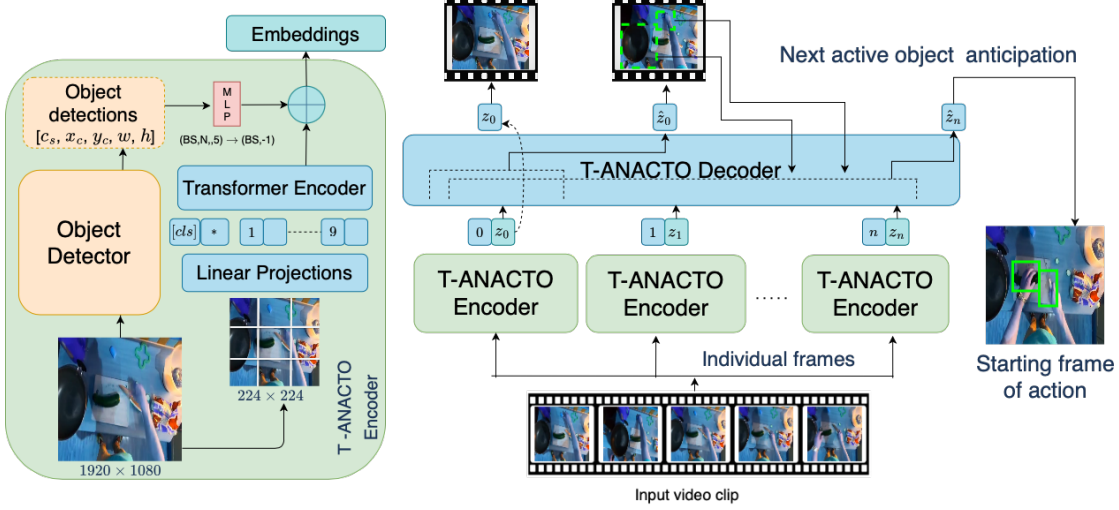 Embeddings
Object
detections
[c_s, x_c, y_c, w, h]
M
L
P
(BS,N,,5) → (BS,-1)
Transformer Encoder
[cls] * 1 9
Linear Projections
Object
Detector
224 × 224
1920 × 1080
T -ANACTO
Encoder
Next active object anticipation
z_0
ẑ_0
ẑ_n
T-ANACTO Decoder
0 z_0
1 z_1
n z_n
T-ANACTO
Encoder
T-ANACTO
Encoder
.....
T-ANACTO
Encoder
Individual frames
Starting frame
of action
Input video clip